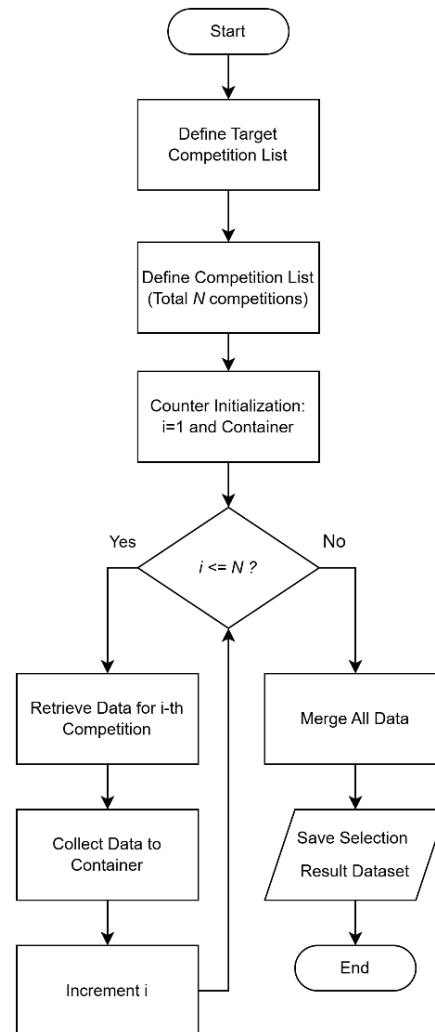 Start
Define Target
Competition List
Define Competition List
(Total N competitions)
Counter Initialization:
i=1 and Container
i <= N ?
Yes
No
Retrieve Data for i-th
Competition
Collect Data to
Container
Increment i
Merge All Data
Save Selection
Result Dataset
End